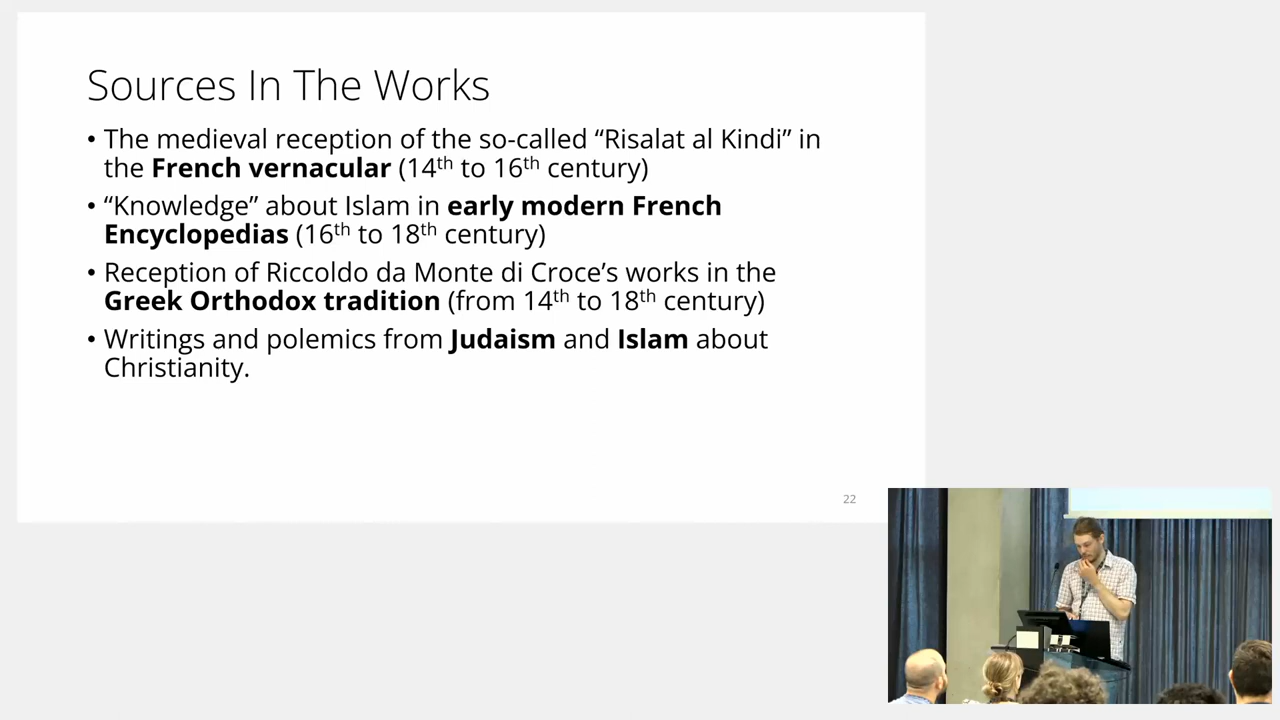 Sources In The Works
• The medieval reception of the so-called “Risalat al Kindi” in
the French vernacular (14th to 16th century)
• “Knowledge” about Islam in early modern French
Encyclopedias (16th to 18th century)
• Reception of Riccoldo da Monte di Croce’s works in the
Greek Orthodox tradition (from 14th to 18th century)
• Writings and polemics from Judaism and Islam about
Christianity.
22